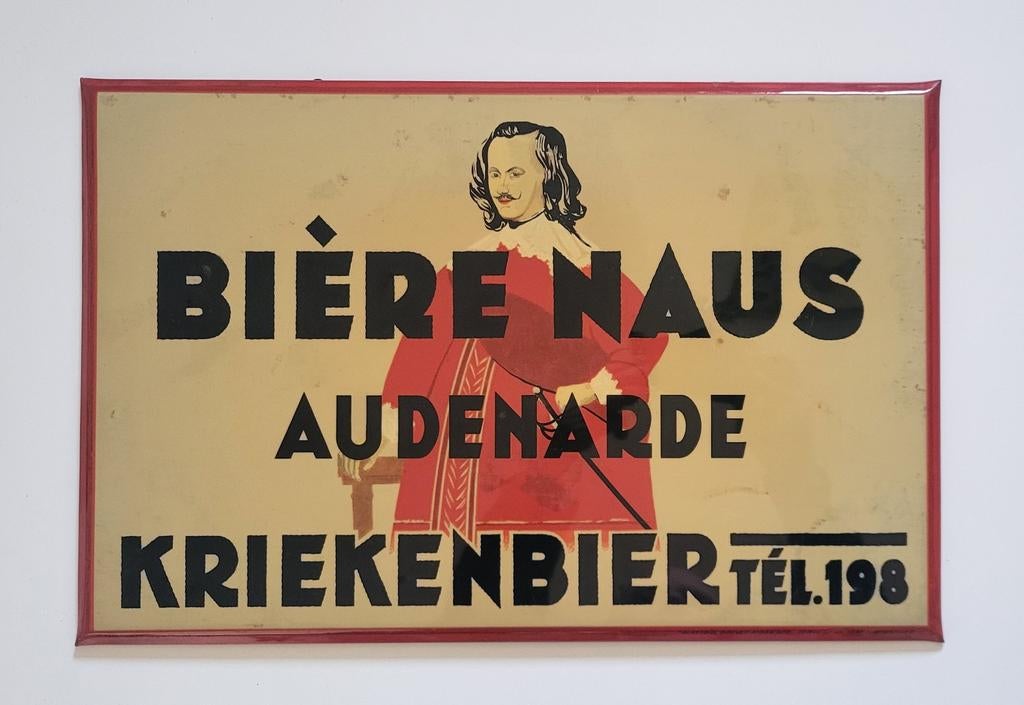 BIÈRE NAUS
AUDENARDE
KRIEKENBIER TÉL.198